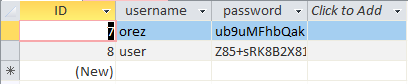 ID username password Click to Add
7 orez ub9uMFhbQak
8 user Z85+sRK8B2X81
(New)